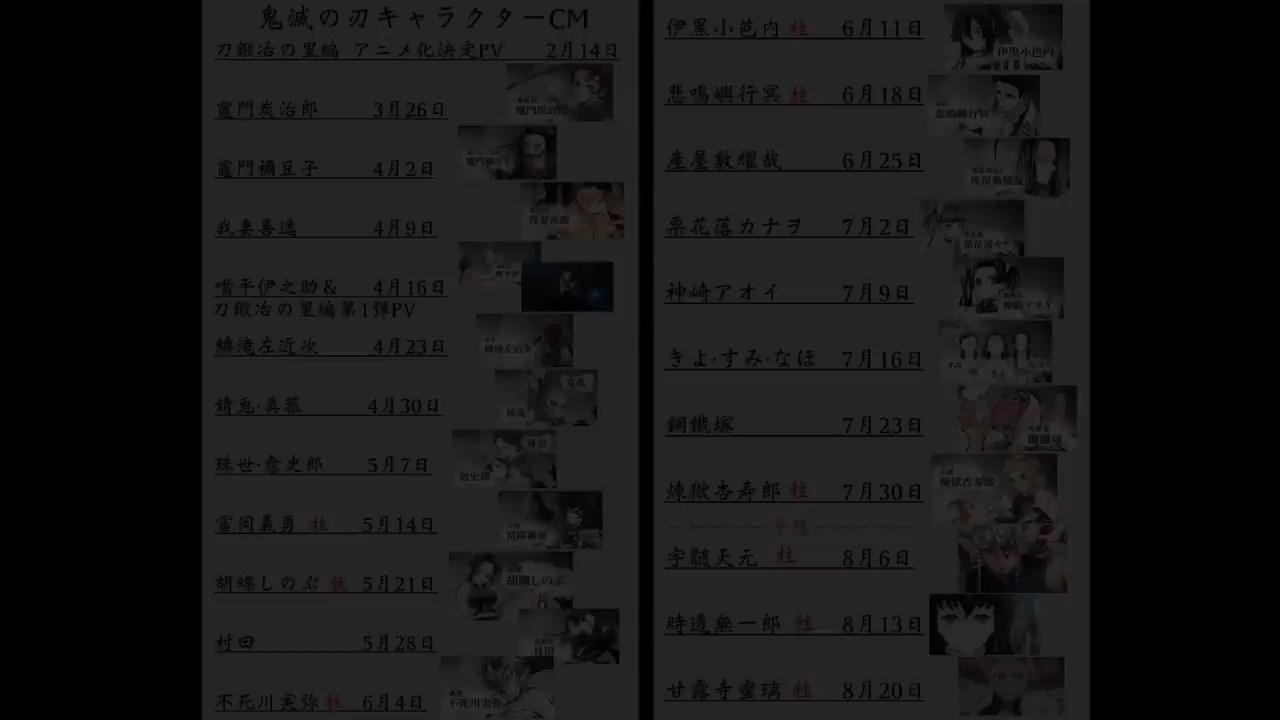 鬼滅の刃キャラクターCM
刀鍛冶の里編 アニメ化決定PV 2月14日
竈門炭治郎 3月26日
竈門禰豆子 4月2日
我妻善逸 4月9日
嘴平伊之助& 4月16日
刀鍛冶の里編第1弾PV
鱗滝左近次 4月23日
錆兎·真菰 4月30日
珠世·愈史郎 5月7日
冨岡義勇 柱 5月14日
胡蝶しのぶ 柱 5月21日
村田 5月28日
不死川実弥 柱 6月4日
伊黒小芭内 柱 6月11日
悲鳴嶼行冥 柱 6月18日
産屋敷耀哉 6月25日
栗花落カナヲ 7月2日
神崎アオイ 7月9日
きよ·すみ·なほ 7月16日
鋼鐵塚 7月23日
煉獄杏寿郎 柱 7月30日
予想
宇髄天元 柱 8月6日
時透無一郎 柱 8月13日
甘露寺蜜璃 柱 8月20日